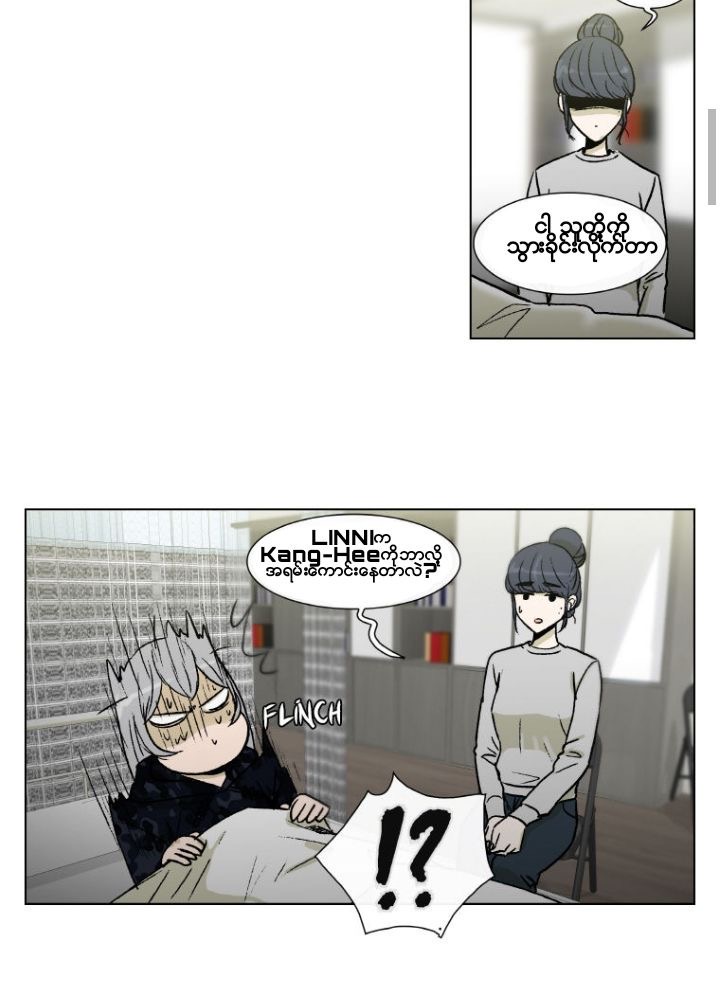 ငါ သူတို့ကို
သွားခိုင်းလိုက်တာ
LINNIက
Kang-Heeကိုဘာလို့
အရမ်းကောင်းနေတာလဲ?
FLINCH
!?